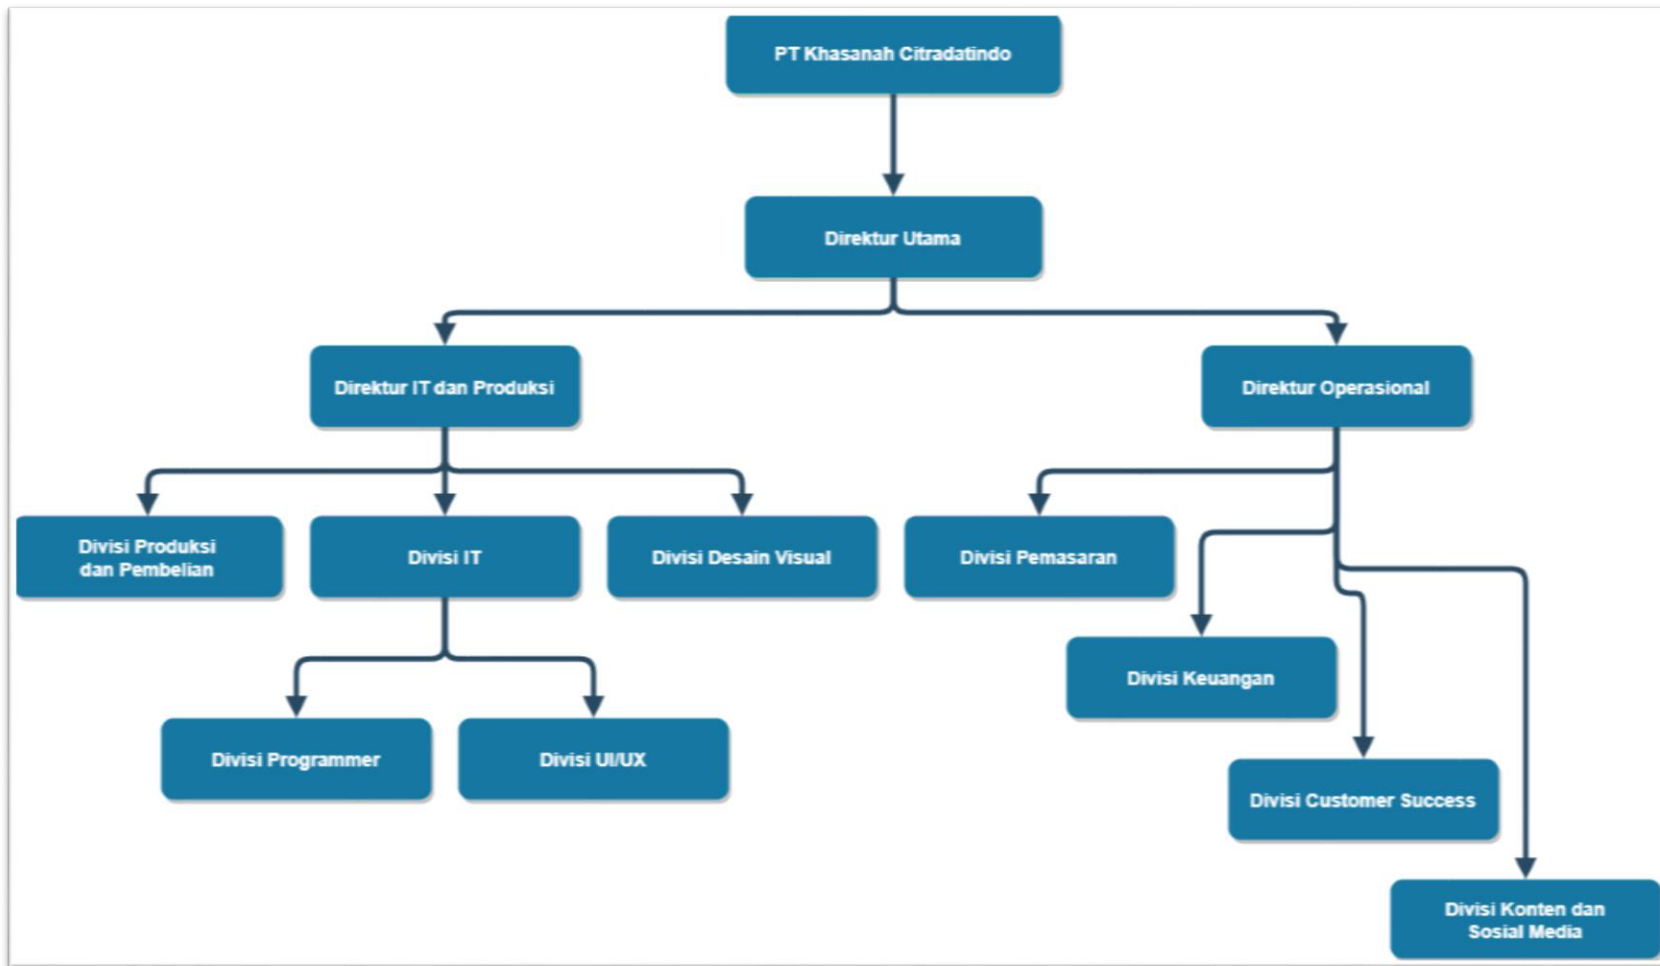 PT Khasanah Citradatindo
Direktur Utama
Direktur IT dan Produksi
Direktur Operasional
Divisi Produksi
dan Pembelian
Divisi IT
Divisi Desain Visual
Divisi Pemasaran
Divisi Keuangan
Divisi Programmer
Divisi UI/UX
Divisi Customer Success
Divisi Konten dan
Sosial Media